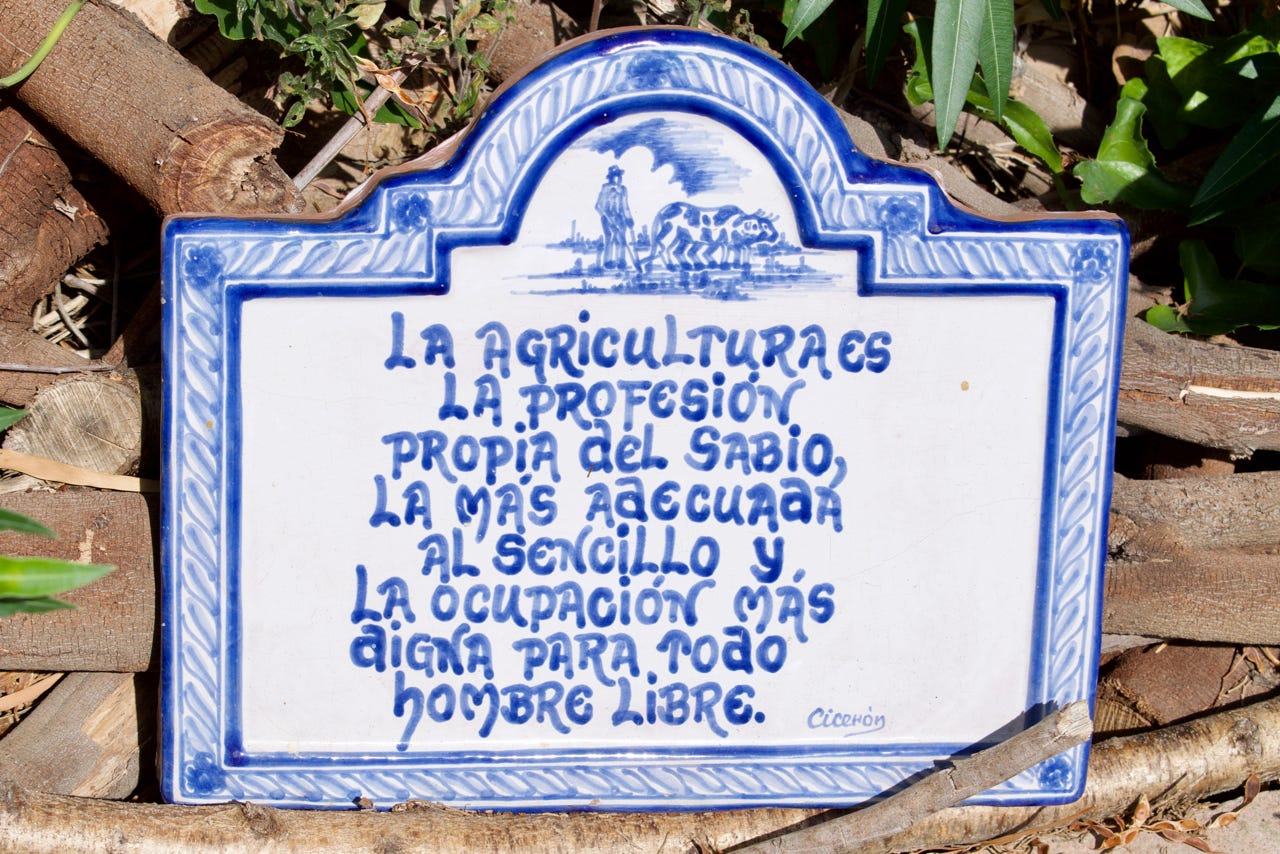 LA AGRICULTURA ES
LA PROFESIÓN
PROPIA del SABIO,
LA MÁS AdECUAdA
AL SENCILLO y
LA OCUPACIÓN MÁS
diGNA PARA TOdO
hOMBRE LIBRE.
Cicerón